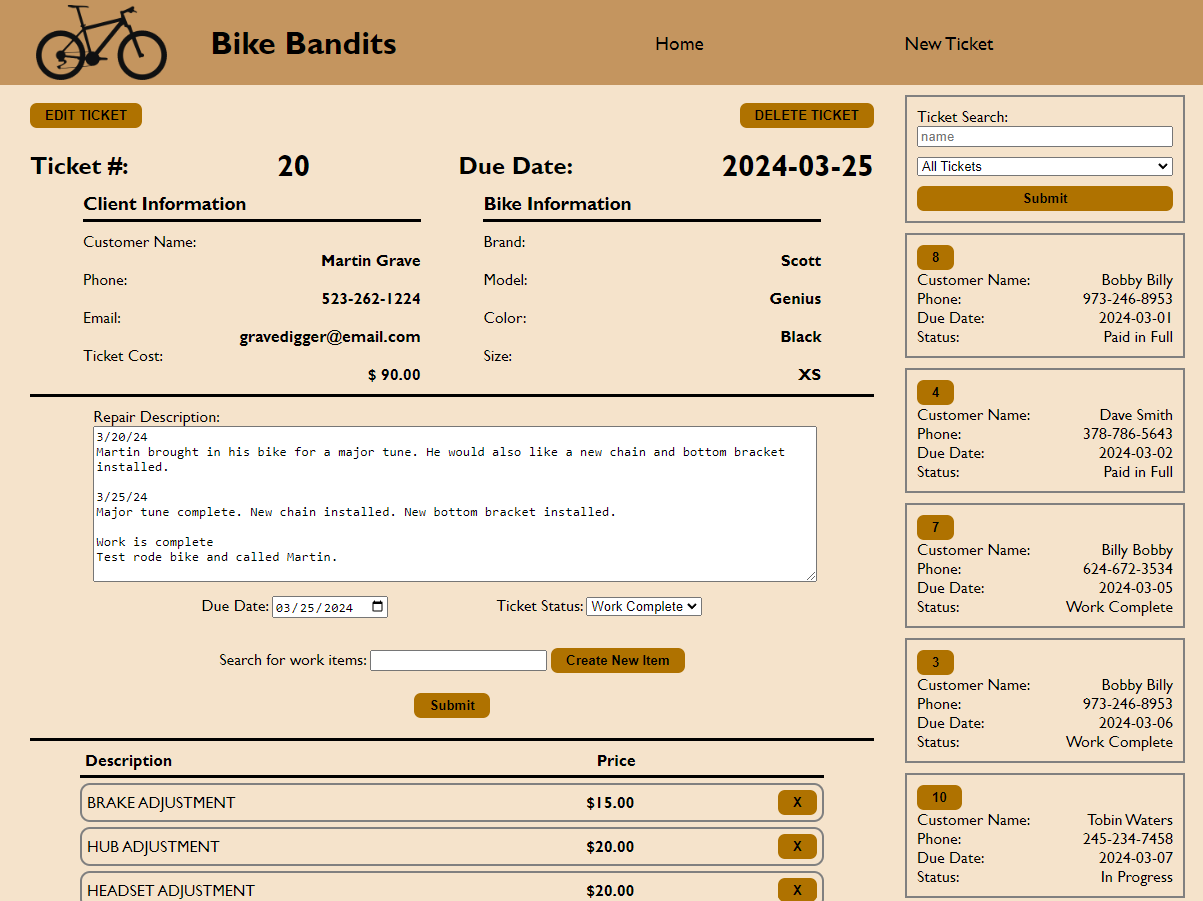 Bike Bandits
Home
New Ticket
EDIT TICKET
DELETE TICKET
Ticket #:
20
Due Date:
2024-03-25
Client Information
Customer Name:
Martin Grave
Phone:
523-262-1224
Email:
gravedigger@email.com
Ticket Cost:
$ 90.00
Bike Information
Brand:
Scott
Model:
Genius
Color:
Black
Size:
XS
Repair Description:
3/20/24
Martin brought in his bike for a major tune. He would also like a new chain and bottom bracket
installed.
3/25/24
Major tune complete. New chain installed. New bottom bracket installed.
Work is complete
Test rode bike and called Martin.
Due Date: 03/25/2024
Ticket Status: Work Complete
Search for work items:
Create New Item
Submit
Description
Price
BRAKE ADJUSTMENT
$15.00
X
HUB ADJUSTMENT
$20.00
X
HEADSET ADJUSTMENT
$20.00
X
Ticket Search:
name
All Tickets
Submit
8
Customer Name: Bobby Billy
Phone: 973-246-8953
Due Date: 2024-03-01
Status: Paid in Full
4
Customer Name: Dave Smith
Phone: 378-786-5643
Due Date: 2024-03-02
Status: Paid in Full
7
Customer Name: Billy Bobby
Phone: 624-672-3534
Due Date: 2024-03-05
Status: Work Complete
3
Customer Name: Bobby Billy
Phone: 973-246-8953
Due Date: 2024-03-06
Status: Work Complete
10
Customer Name: Tobin Waters
Phone: 245-234-7458
Due Date: 2024-03-07
Status: In Progress